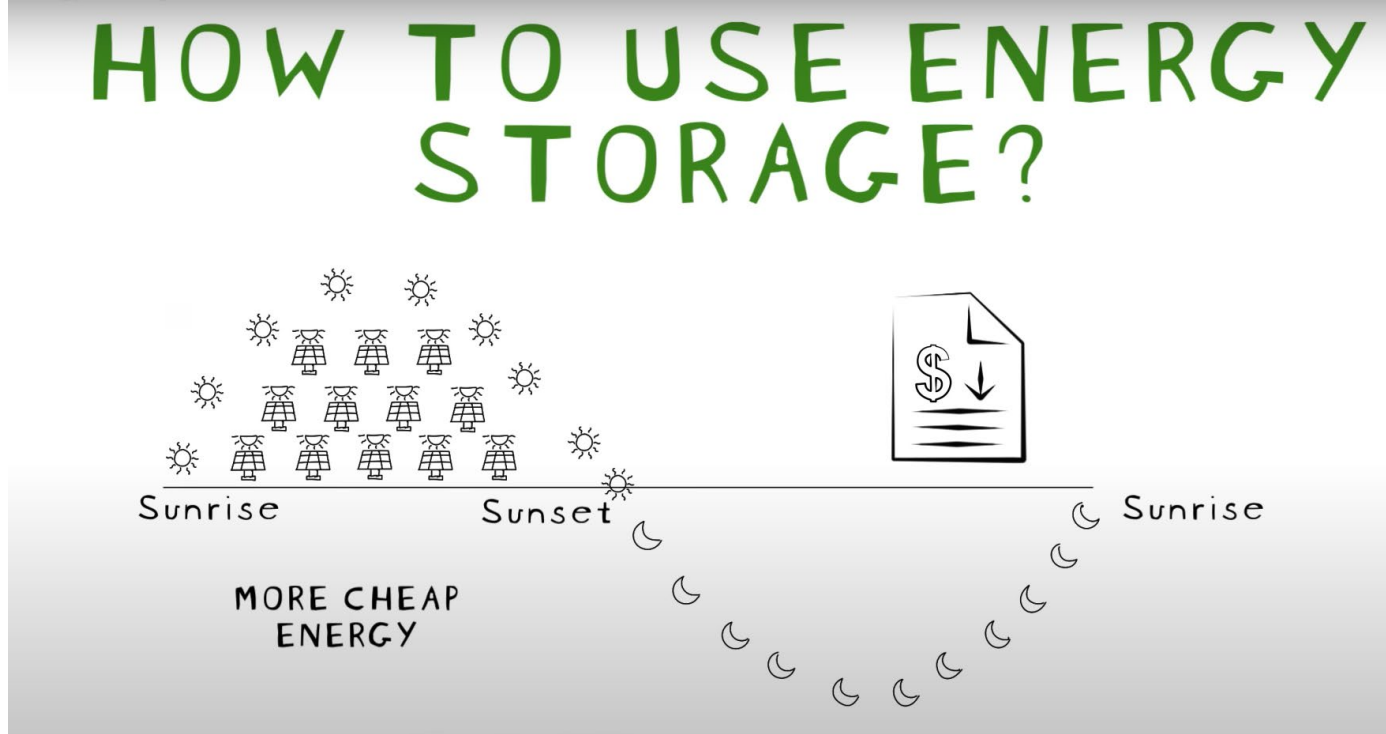 HOW TO USE ENERGY
STORAGE?
$
Sunrise
Sunset
Sunrise
MORE CHEAP
ENERGY